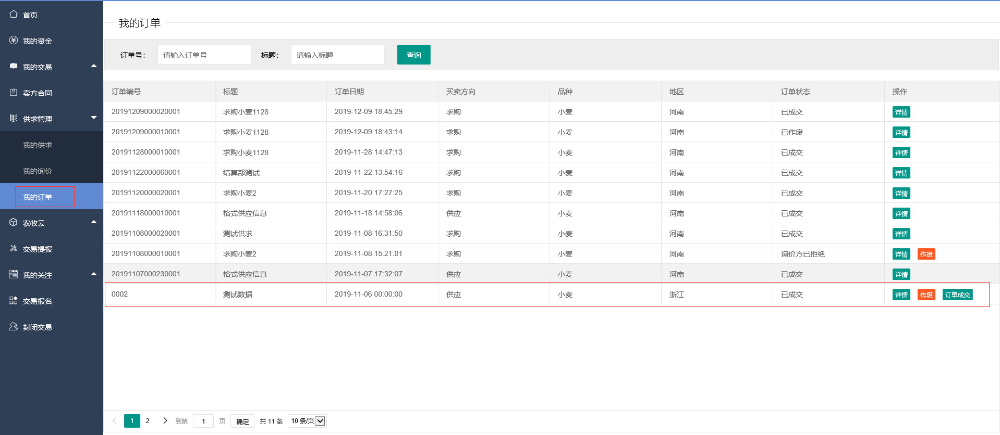 首页
我的资金
我的交易
卖方合同
供求管理
我的供求
我的询价
我的订单
农牧云
交易提报
我的关注
交易报名
封闭交易
我的订单
订单号： 请输入订单号 标题： 请输入标题 查询
订单编号 标题 订单日期 买卖方向 品种 地区 订单状态 操作
20191209000020001 求购小麦1128 2019-12-09 18:45:29 求购 小麦 河南 已成交 详情
20191209000010001 求购小麦1128 2019-12-09 18:43:14 求购 小麦 河南 已作废 详情
20191128000010001 求购小麦1128 2019-11-28 14:47:13 求购 小麦 河南 已成交 详情
20191122000060001 结算部测试 2019-11-22 13:54:16 求购 小麦 河南 已成交 详情
20191120000020001 求购小麦2 2019-11-20 17:27:25 求购 小麦 河南 已成交 详情
20191118000010001 格式供应信息 2019-11-18 14:58:06 供应 小麦 河南 已成交 详情
20191108000020001 测试供求 2019-11-08 16:31:50 求购 小麦 河南 已成交 详情
20191108000010001 求购小麦2 2019-11-08 15:21:01 求购 小麦 河南 询价方已拒绝 详情 作废
20191107000230001 格式供应信息 2019-11-07 17:32:07 供应 小麦 河南 已成交 详情
0002 测试数据 2019-11-06 00:00:00 供应 小麦 浙江 已成交 详情 作废 订单成交
1 2 到第 1 页 确定 共 11 条 10 条/页